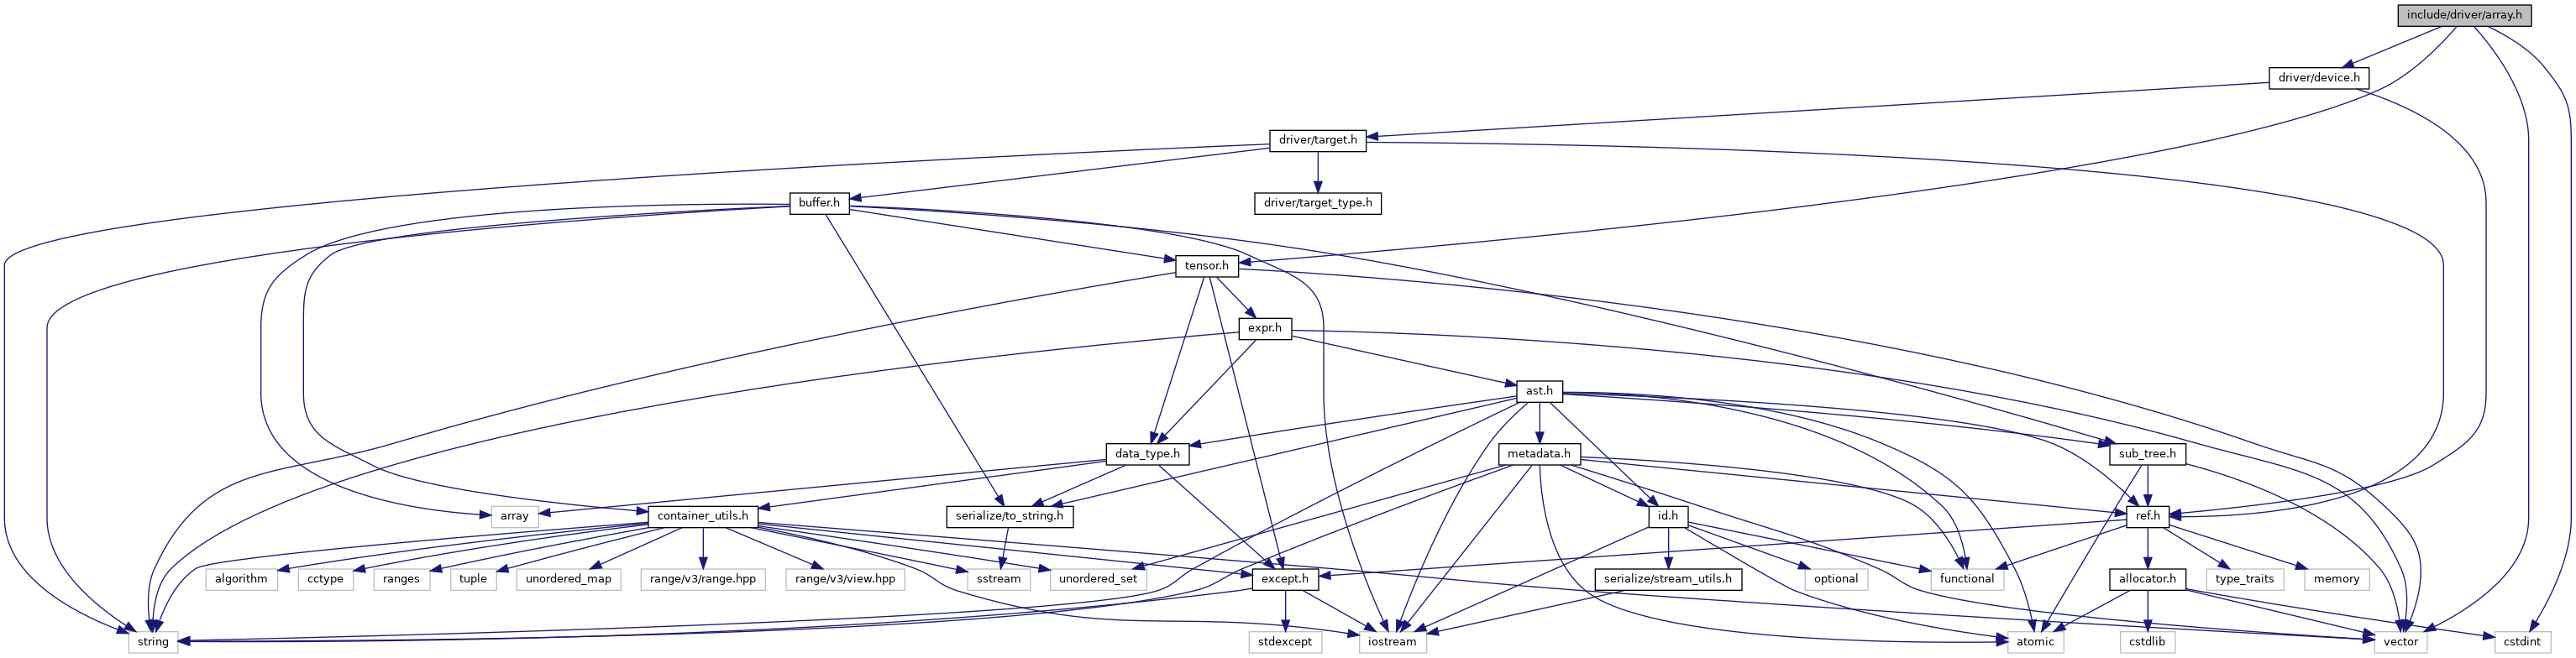 include/driver/array.h
driver/device.h
driver/target.h
buffer.h
driver/target_type.h
tensor.h
expr.h
ast.h
data_type.h
metadata.h
sub_tree.h
array
container_utils.h
serialize/to_string.h
id.h
ref.h
algorithm
cctype
ranges
tuple
unordered_map
range/v3/range.hpp
range/v3/view.hpp
sstream
unordered_set
except.h
serialize/stream_utils.h
optional
functional
allocator.h
type_traits
memory
string
stdexcept
iostream
atomic
cstdlib
vector
cstdint